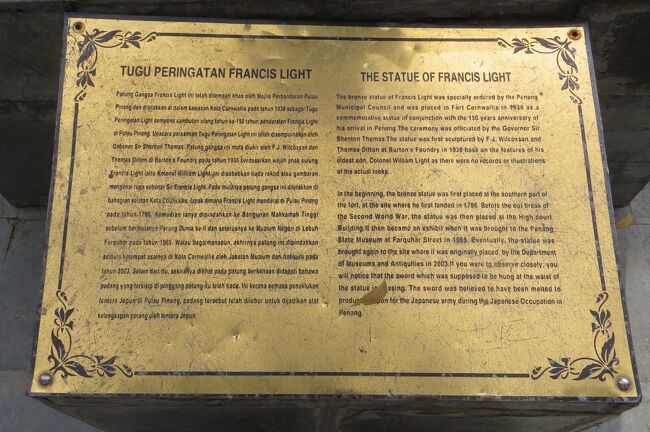 TUGU PERINGATAN FRANCIS LIGHT
Patung Gangsa Francis Light ini telah ditempah khas oleh Majlis Perbandaran Pulau
Pinang dan diletakkan di dalam kawasan Kota Cornwallis pada tahun 1939 sebagai Tugu
Peringatan Light sempena sambutan ulang tahun ke-150 tahun pendaratan Francis Light
di Pulau Pinang. Upacara perasmian Tugu Peringatan Light ini telah disempurnakan oleh
Gabenor Sir Shenton Thomas. Patung gangsa ini mula diukir oleh F.J. Wilcoxsan and
Thomas Ditton di Burton's Foundry pada tahun 1936 berdasarkan wajah anak sulung
Francis Light iaitu Kolonel William Light, ini disebabkan tiada rekod atau gambaran
mengenai rupa sebenar Sir Francis Light. Pada mulanya patung gangsa ini diletakkan di
bahagian selatan Kota Cornwallis, tapak dimana Francis Light mendarat di Pulau Pinang
pada tahun 1786. Kemudian ianya dipindahkan ke Bangunan Mahkamah Tinggi
sebelum bermulanya Perang Dunia ke-II dan seterusnya ke Muzium Negeri di Lebuh
Farquhar pada tahun 1965. Walau bagaimanapun, akhirnya patung ini dipindahkan
semula ketempat asalnya di Kota Cornwallis oleh Jabatan Muzium dan Antikuiti pada
tahun 2003. Selain dari itu, sekiranya dilihat pada patung berkenaan didapati bahawa
pedang yang tersisip di pinggang patung itu telah tiada. Ini kerana semasa penaklukan
tentera Jepun di Pulau Pinang, pedang tersebut telah dilebur untuk dijadikan alat
kelengkapan perang oleh tentera Jepun.
THE STATUE OF FRANCIS LIGHT
The bronze statue of Francis Light was specially ordered by the Penang
Municipal Council and was placed in Fort Cornwallis in 1939 as a
commemorative statue of conjuction with the 150 years anniversary of
his arrival in Penang. The ceremony was officiated by the Governor Sir
Shenton Thomas. The statue was first sculptured by F.J. Wilcoxsan and
Thomas Ditton at Burton's Foundry in 1936 base on the features of his
eldest son, Colonel William Light as there were no records or illustrations
of his actual looks.
In the beginning, the bronze statue was first placed at the southern part of
the fort, at the site where he first landed in 1786. Before the out break of
the Second World War, the statue was then placed at the High court
Building. It then became an exhibit when it was brought to the Penang
State Museum at Farquhar Street in 1965. Eventually, the statue was
brought again to the site where it was originally placed, by the Department
of Museums and Antiquities in 2003. If you were to observe closely, you
will notice that the sword which was supposed to be hung at the waist of
the statue is missing. The sword was believed to have been melted to
for the Japanese army during the Japanese Occupation in
Penang.